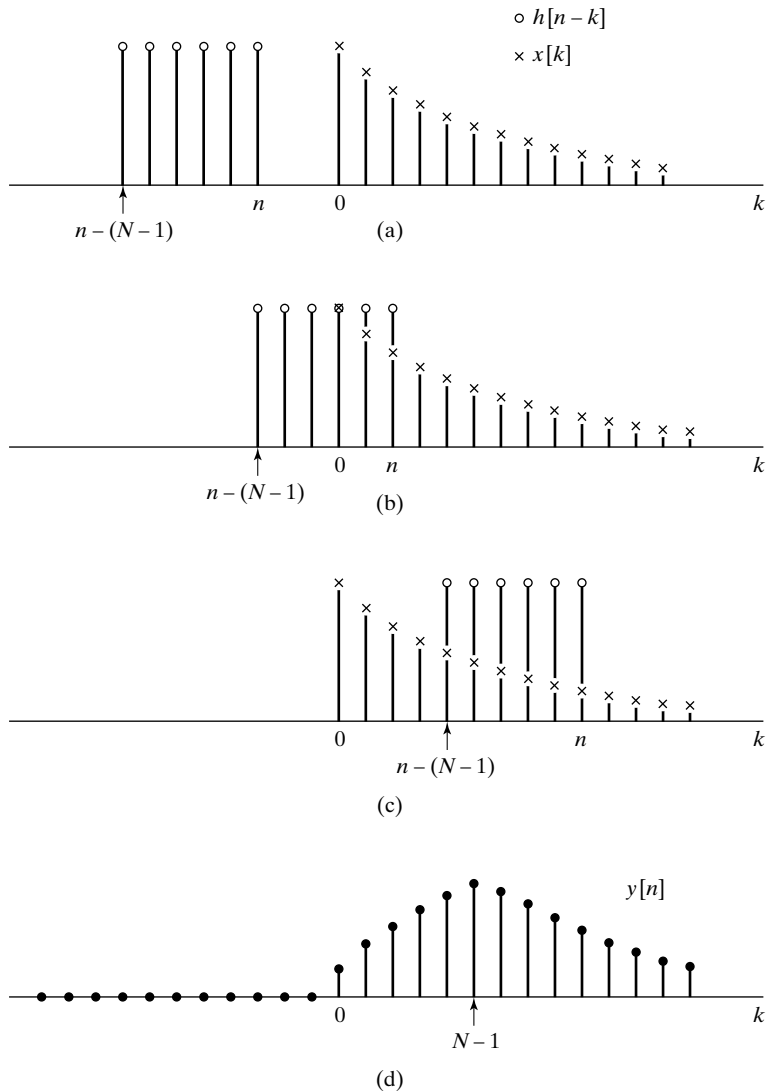 h[n – k]
x[k]
n 0 k
n – (N – 1)
(a)
0 n k
n – (N – 1)
(b)
0 n k
n – (N – 1)
(c)
y[n]
0 k
N – 1
(d)